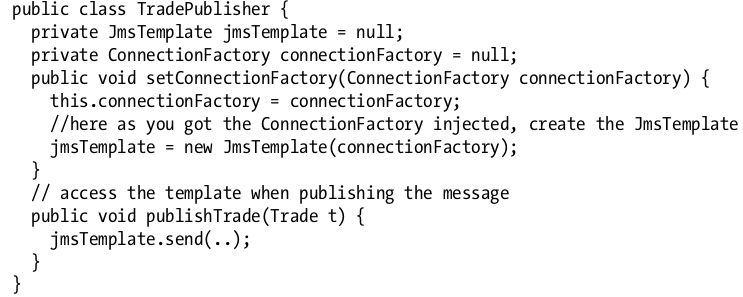 public class TradePublisher {
  private JmsTemplate jmsTemplate = null;
  private ConnectionFactory connectionFactory = null;
  public void setConnectionFactory(ConnectionFactory connectionFactory) {
    this.connectionFactory = connectionFactory;
    //here as you got the ConnectionFactory injected, create the JmsTemplate
    jmsTemplate = new JmsTemplate(connectionFactory);
  }
  // access the template when publishing the message
  public void publishTrade(Trade t) {
    jmsTemplate.send(..);
  }
}